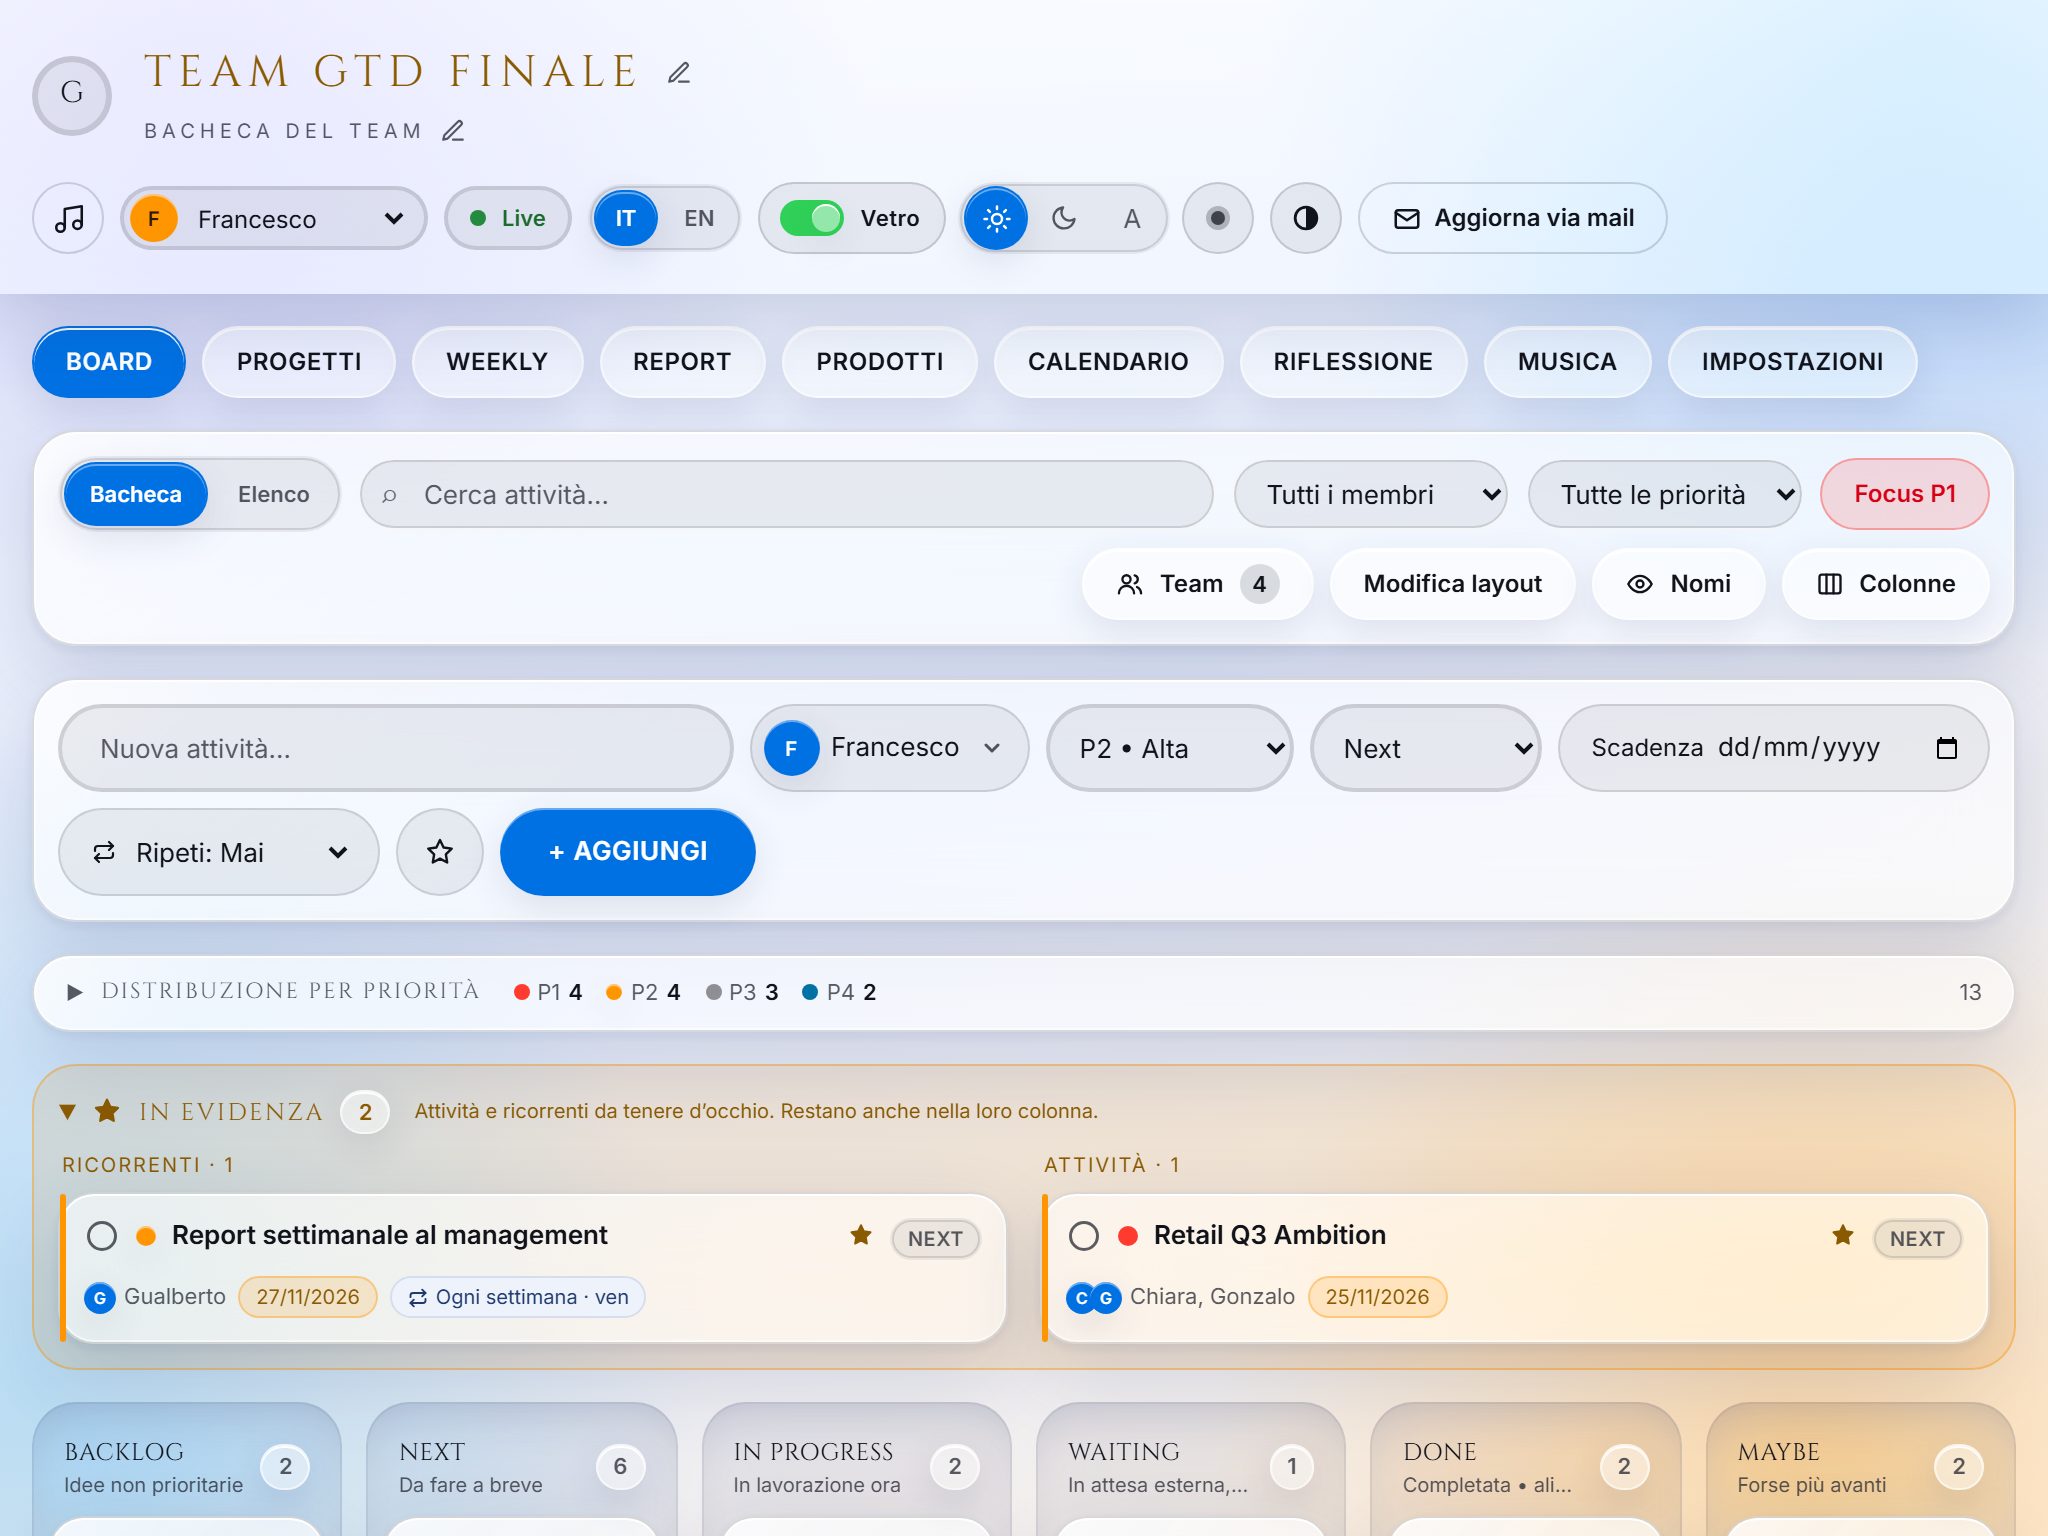 G
TEAM GTD FINALE
BACHECA DEL TEAM
F Francesco
Live
IT EN
Vetro
A
Aggiorna via mail
BOARD PROGETTI WEEKLY REPORT PRODOTTI CALENDARIO RIFLESSIONE MUSICA IMPOSTAZIONI
Bacheca Elenco
Cerca attività...
Tutti i membri
Tutte le priorità
Focus P1
Team 4
Modifica layout
Nomi
Colonne
Nuova attività...
F Francesco
P2 • Alta
Next
Scadenza dd/mm/yyyy
Ripeti: Mai
+ AGGIUNGI
DISTRIBUZIONE PER PRIORITÀ P1 4 P2 4 P3 3 P4 2 13
IN EVIDENZA 2 Attività e ricorrenti da tenere d’occhio. Restano anche nella loro colonna.
RICORRENTI · 1
Report settimanale al management NEXT
G Gualberto 27/11/2026 Ogni settimana · ven
ATTIVITÀ · 1
Retail Q3 Ambition NEXT
C G Chiara, Gonzalo 25/11/2026
BACKLOG 2
Idee non prioritarie
NEXT 6
Da fare a breve
IN PROGRESS 2
In lavorazione ora
WAITING 1
In attesa esterna,...
DONE 2
Completata • ali...
MAYBE 2
Forse più avanti